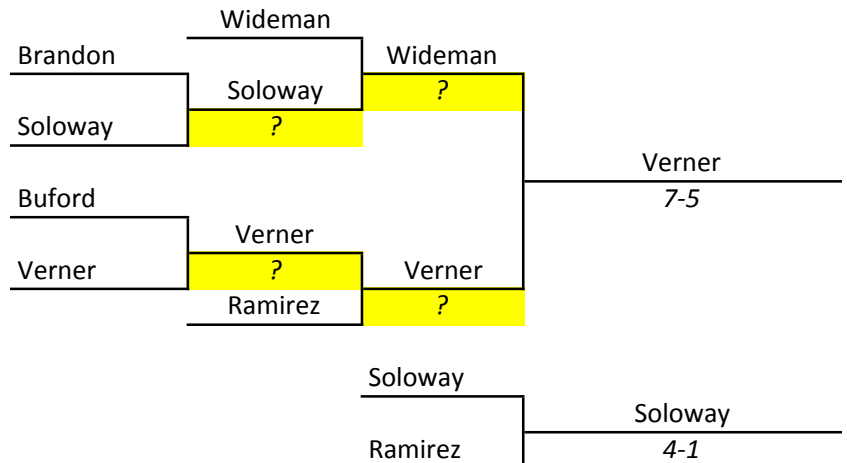 Wideman
Brandon
Wideman
Soloway
?
Soloway
?
Verner
7-5
Buford
Verner
Verner
?
Verner
Ramirez
?
Soloway
Soloway
Ramirez
4-1